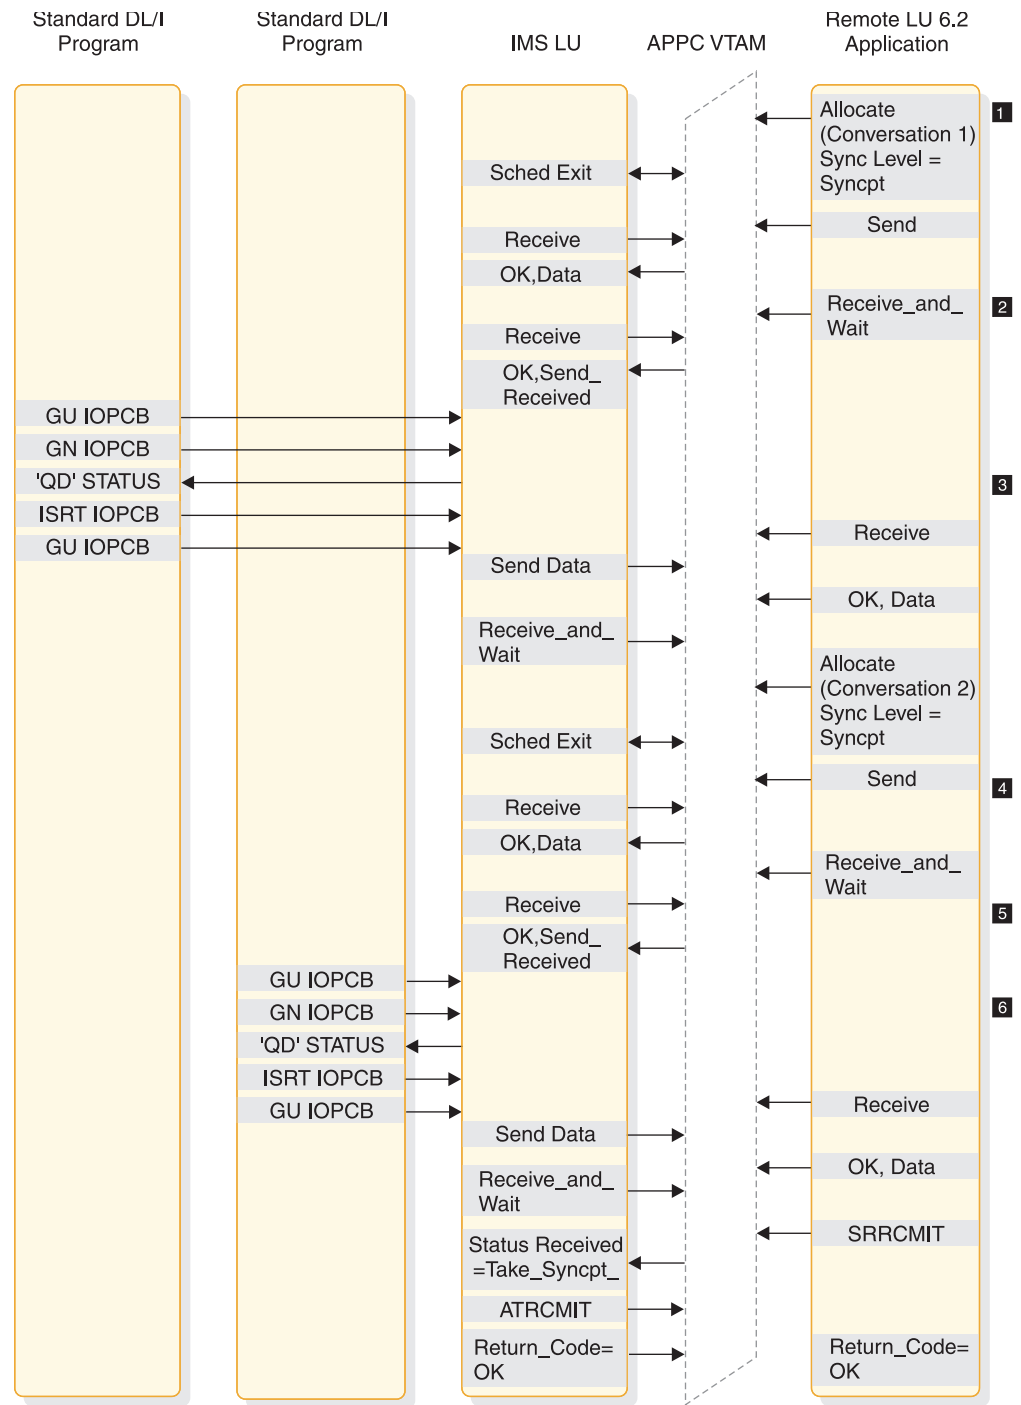 Standard DL/I
Program
Standard DL/I
Program
IMS LU
APPC VTAM
Remote LU 6.2
Application
Allocate
(Conversation 1)
Sync Level =
Syncpt
1
Sched Exit
Send
Receive
OK,Data
Receive_and_
Wait
2
Receive
OK,Send_
Received
GU IOPCB
GN IOPCB
'QD' STATUS
3
ISRT IOPCB
GU IOPCB
Receive
Send Data
OK, Data
Receive_and_
Wait
Allocate
(Conversation 2)
Sync Level =
Syncpt
Sched Exit
Send
4
Receive
OK,Data
Receive_and_
Wait
Receive
5
OK,Send_
Received
GU IOPCB
GN IOPCB
6
'QD' STATUS
ISRT IOPCB
GU IOPCB
Receive
Send Data
OK, Data
Receive_and_
Wait
SRRCMIT
Status Received
=Take_Syncpt_
ATRCMIT
Return_Code=
OK
Return_Code=
OK